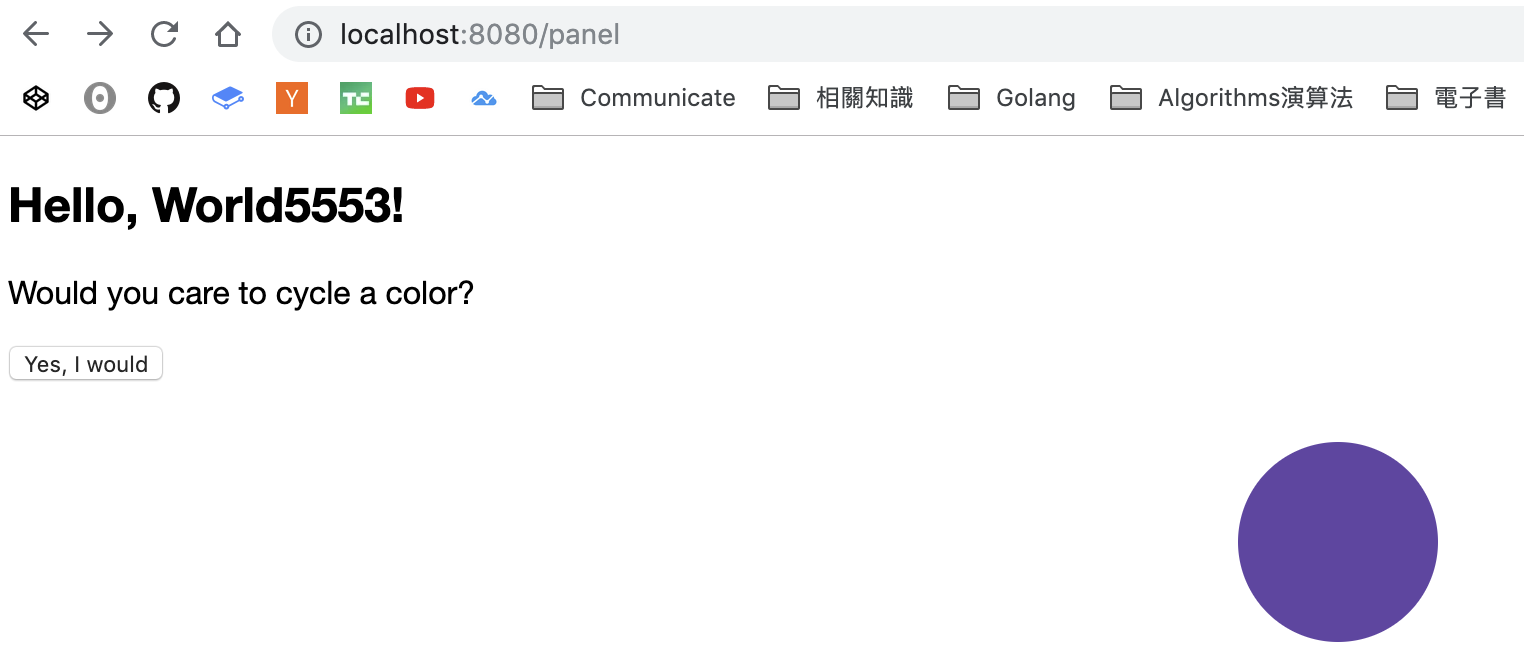 localhost:8080/panel
Y TC Communicate 相關知識 Golang Algorithms演算法 電子書
Hello, World5553!
Would you care to cycle a color?
Yes, I would